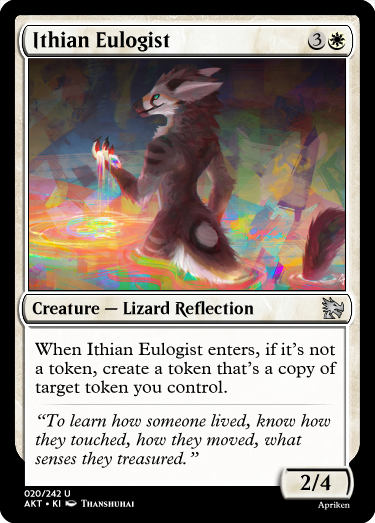 Ithian Eulogist
3
Creature — Lizard Reflection
When Ithian Eulogist enters, if it's not
a token, create a token that's a copy of
target token you control.
“To learn how someone lived, know how
they touched, how they moved, what
senses they treasured.”
2/4
020/242 U
AKT • KI Thanshuhai
Apriken